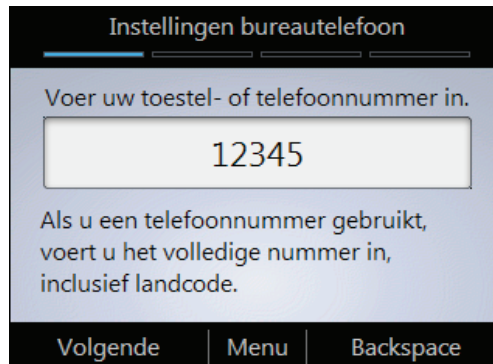 Instellingen bureautelefoon
Voer uw toestel- of telefoonnummer in.
12345
Als u een telefoonnummer gebruikt,
voert u het volledige nummer in,
inclusief landcode.
Volgende Menu Backspace